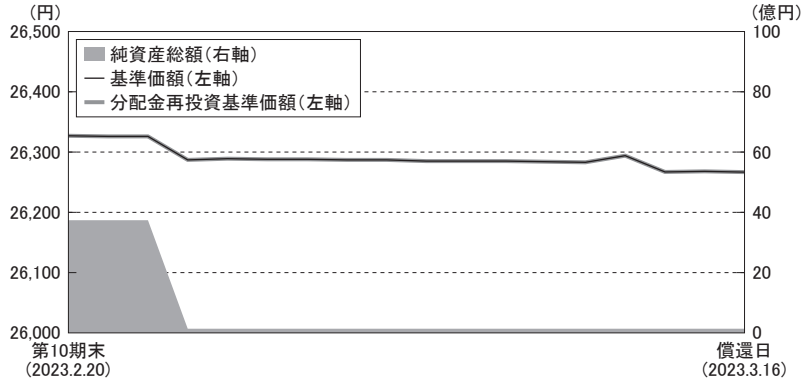 (円)
(億円)
26,500
100
純資産総額(右軸)
基準価額(左軸)
分配金再投資基準価額(左軸)
26,400
80
26,300
60
26,200
40
26,100
20
26,000
0
第10期末
(2023.2.20)
償還日
(2023.3.16)